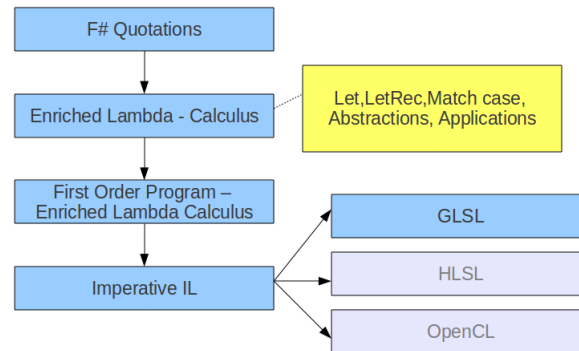 F# Quotations
Enriched Lambda - Calculus
Let,LetRec,Match case,
Abstractions, Applications
First Order Program –
Enriched Lambda Calculus
GLSL
Imperative IL
HLSL
OpenCL